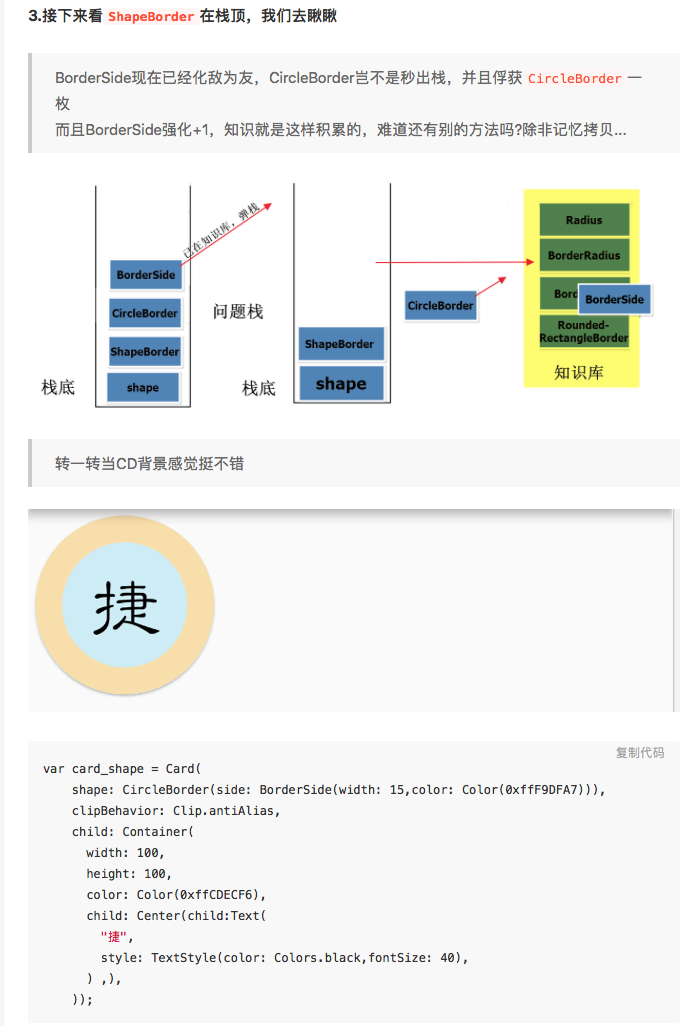 3.接下来看 ShapeBorder 在栈顶，我们去瞅瞅
BorderSide现在已经化敌为友，CircleBorder岂不是秒出栈，并且俘获 CircleBorder 一
枚
而且BorderSide强化+1，知识就是这样积累的，难道还有别的方法吗?除非记忆拷贝...
已在知识库，弹栈
BorderSide
CircleBorder
ShapeBorder
shape
栈底
问题栈
ShapeBorder
shape
栈底
CircleBorder
Radius
BorderRadius
Bord
BorderSide
Rounded-
RectangleBorder
知识库
转一转当CD背景感觉挺不错
捷
复制代码
var card_shape = Card(
shape: CircleBorder(side: BorderSide(width: 15,color: Color(0xffF9DFA7))),
clipBehavior: Clip.antiAlias,
child: Container(
width: 100,
height: 100,
color: Color(0xffCDECF6),
child: Center(child:Text(
"捷",
style: TextStyle(color: Colors.black,fontSize: 40),
) ,),
));